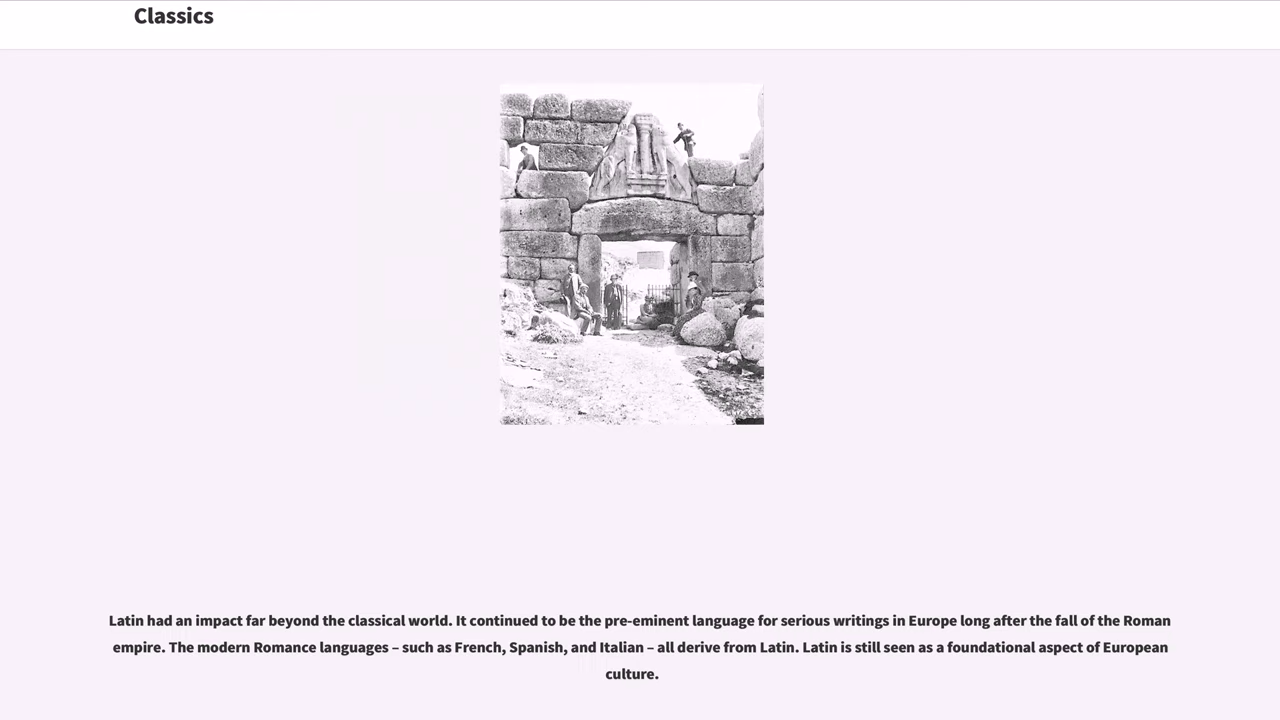 Classics
Latin had an impact far beyond the classical world. It continued to be the pre-eminent language for serious writings in Europe long after the fall of the Roman
empire. The modern Romance languages – such as French, Spanish, and Italian – all derive from Latin. Latin is still seen as a foundational aspect of European
culture.